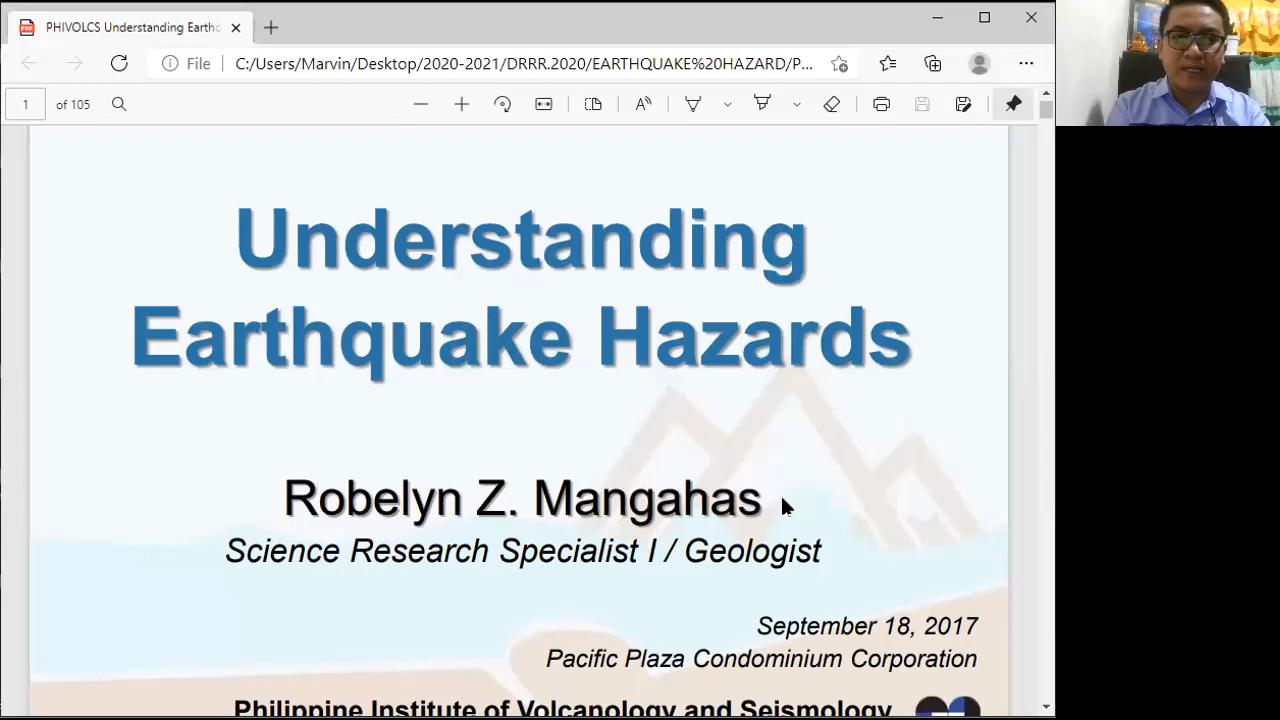 PHIVOLCS Understanding Earthq
File
C:/Users/Marvin/Desktop/2020-2021/DRRR.2020/EARTHQUAKE%20HAZARD/P...
1 of 105
Understanding
Earthquake Hazards
Robelyn Z. Mangahas
Science Research Specialist I / Geologist
September 18, 2017
Pacific Plaza Condominium Corporation
Philippine Institute of Volcanology and Seismology